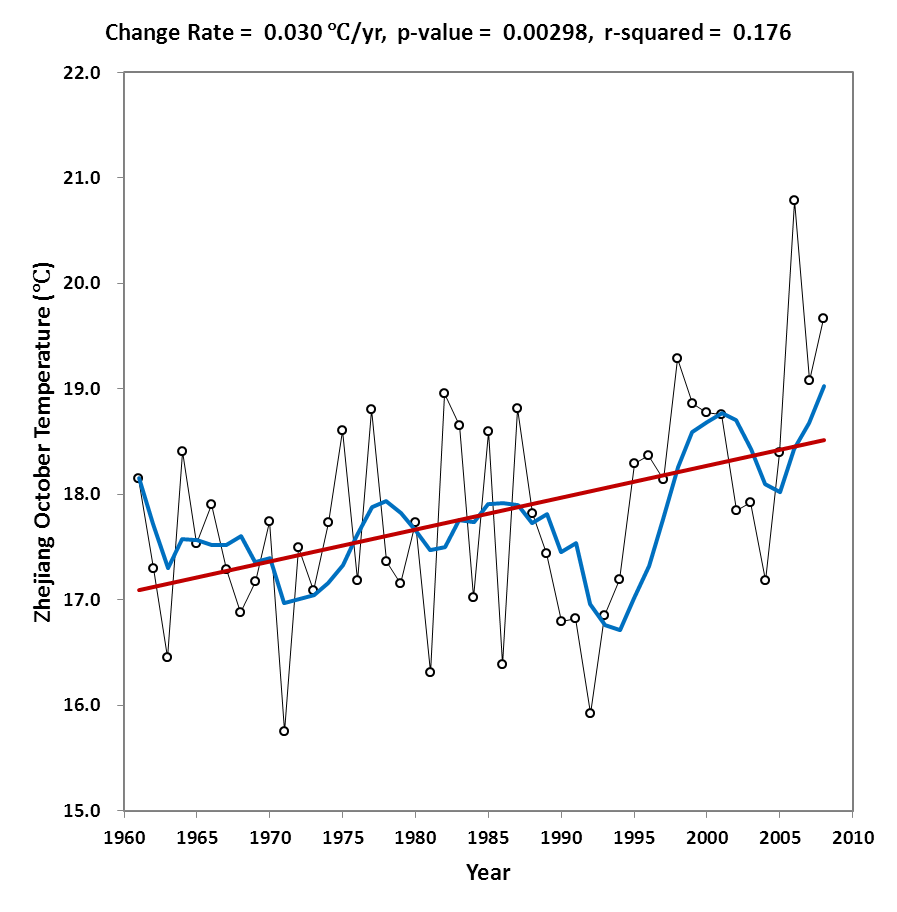 Change Rate = 0.030 ℃/yr, p-value = 0.00298, r-squared = 0.176
22.0
21.0
20.0
19.0
18.0
17.0
16.0
15.0
Zhejiang October Temperature (℃)
1960 1965 1970 1975 1980 1985 1990 1995 2000 2005 2010
Year